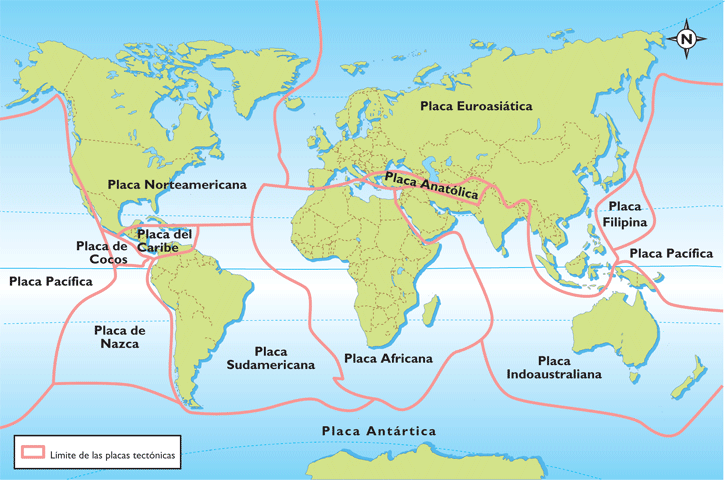 N
Placa Euroasiática
Placa Norteamericana
Placa Anatólica
Placa
Filipina
Placa del
Caribe
Placa de
Cocos
Placa Pacífica
Placa Pacífica
Placa de
Nazca
Placa
Sudamericana
Placa Africana
Placa
Indoaustraliana
Placa Antártica
Límite de las placas tectónicas